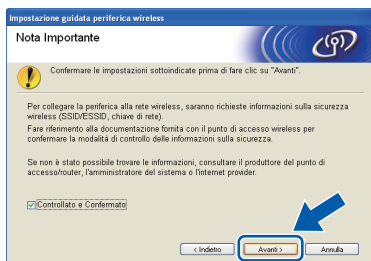 Impostazione guidata periferica wireless
Nota Importante
Confermare le impostazioni sottoindicate prima di fare clic su "Avanti".
Per collegare la periferica alla rete wireless, saranno richieste informazioni sulla sicurezza
wireless (SSID/ESSID, chiave di rete).
Fare riferimento alla documentazione fornita con il punto di accesso wireless per
confermare la modalità di controllo delle informazioni sulla sicurezza.
Se non è stato possibile trovare le informazioni, consultare il produttore del punto di
accesso/router, l'amministratore del sistema o l'internet provider.
Controllato e Confermato
< Indietro
Avanti >
Annulla